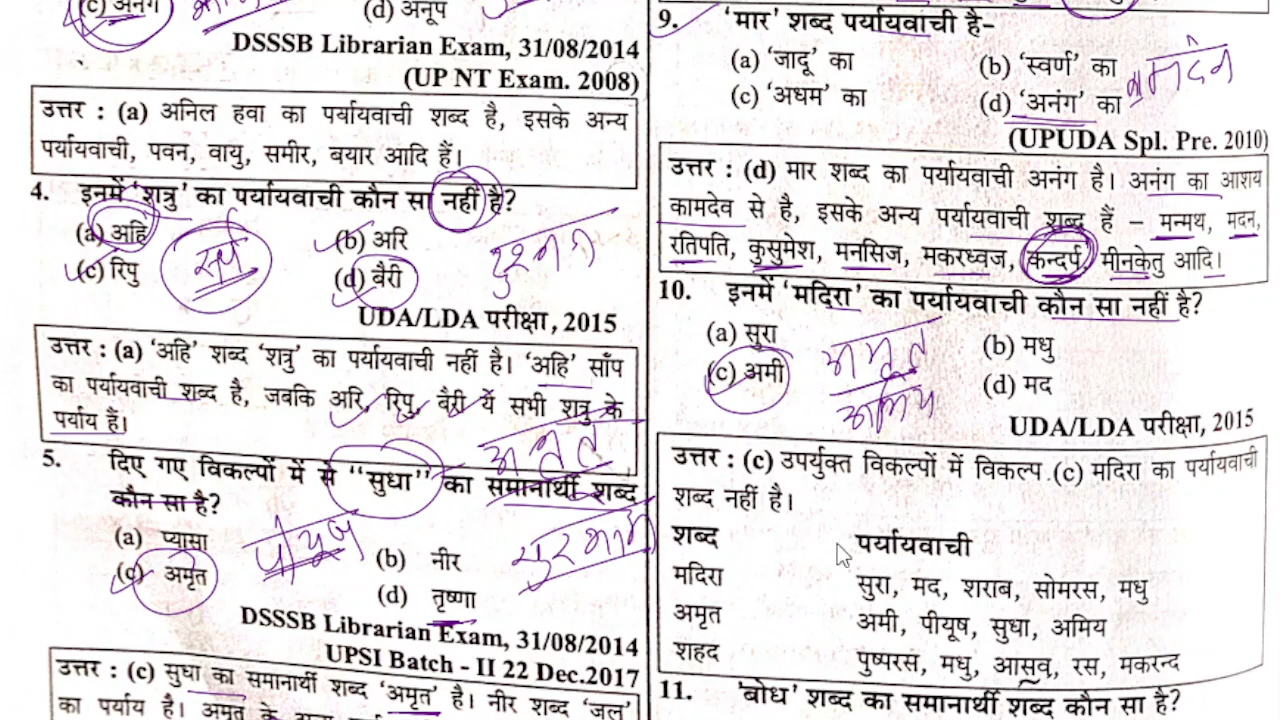 (c) अनंग
(d) अनूप
DSSSB Librarian Exam, 31/08/2014
(UP NT Exam. 2008)
उत्तर : (a) अनिल हवा का पर्यायवाची शब्द है, इसके अन्य
पर्यायवाची, पवन, वायु, समीर, बयार आदि हैं।
4. इनमें 'शत्रु' का पर्यायवाची कौन सा नहीं है?
(a) अहि
(b) अरि
सर्प
दुश्मन
(c) रिपु
(d) बैरी
UDA/LDA परीक्षा, 2015
उत्तर : (a) 'अहि' शब्द 'शत्रु' का पर्यायवाची नहीं है। 'अहि' साँप
का पर्यायवाची शब्द है, जबकि अरि, रिपु, बैरी ये सभी शत्रु के
पर्याय हैं।
अमृत
5. दिए गए विकल्पों में से ''सुधा'' का समानार्थी शब्द
कौन सा है?
(a) प्यासा
पीयूष
(b) नीर
(c) अमृत
(d) तृष्णा
DSSSB Librarian Exam, 31/08/2014
UPSI Batch - II 22 Dec.2017
उत्तर : (c) सुधा का समानार्थी शब्द 'अमृत' है। नीर शब्द 'जल'
का पर्याय है। अमृत के अन्य
9. 'मार' शब्द पर्यायवाची है-
(a) 'जादू' का
(b) 'स्वर्ण' का
(c) 'अधम' का
(d) 'अनंग' का
(UPUDA Spl. Pre. 2010)
उत्तर : (d) मार शब्द का पर्यायवाची अनंग है। अनंग का आशय
कामदेव से है, इसके अन्य पर्यायवाची शब्द हैं – मन्मथ, मदन,
रतिपति, कुसुमेश, मनसिज, मकरध्वज, कन्दर्प, मीनकेतु आदि।
10. इनमें 'मदिरा' का पर्यायवाची कौन सा नहीं है?
(a) सुरा
(b) मधु
अमृत
(c) अमी
(d) मद
अमिय
UDA/LDA परीक्षा, 2015
उत्तर : (c) उपर्युक्त विकल्पों में विकल्प (c) मदिरा का पर्यायवाची
शब्द नहीं है।
शब्द पर्यायवाची
मदिरा सुरा, मद, शराब, सोमरस, मधु
अमृत अमी, पीयूष, सुधा, अमिय
शहद पुष्परस, मधु, आसव, रस, मकरन्द
11. 'बोध' शब्द का समानार्थी शब्द कौन सा है?